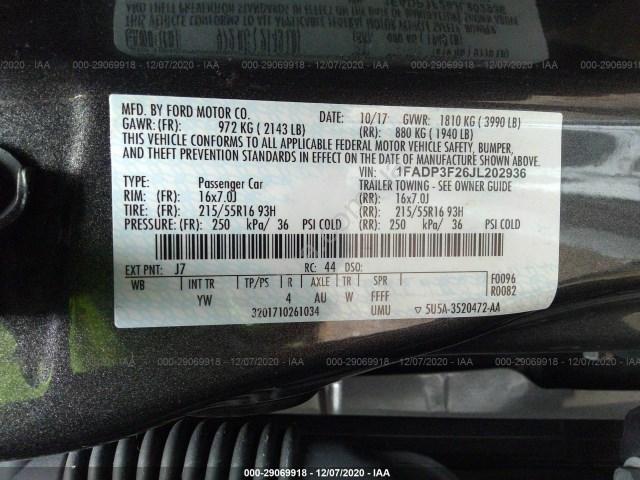 000-29069918 - 12/07/2020 - IAA
MFD. BY FORD MOTOR CO. DATE: 10/17 GVWR: 1810 KG ( 3990 LB)
GAWR: (FR): 972 KG ( 2143 LB) (RR): 880 KG ( 1940 LB)
THIS VEHICLE CONFORMS TO ALL APPLICABLE FEDERAL MOTOR VEHICLE SAFETY, BUMPER,
AND THEFT PREVENTION STANDARDS IN EFFECT ON THE DATE OF MANUFACTURE SHOWN ABOVE.
VIN: 1FADP3F26JL202936
TYPE: Passenger Car TRAILER TOWING - SEE OWNER GUIDE
RIM: (FR): 16x7.0J (RR): 16x7.0J
TIRE: (FR): 215/55R16 93H (RR): 215/55R16 93H
PRESSURE: (FR): 250 kPa/ 36 PSI COLD (RR): 250 kPa/ 36 PSI COLD
EXT PNT: J7 RC: 44 DSO: F0096
WB INT TR TP/PS R AXLE TR SPR R0082
YW 4 AU W FFFF
3201710261034 UMU ▽ 5U5A-3520472-AA
000-29069918 - 12/07/2020 - IAA
000-29069918 - 12/07/2020 - IAA